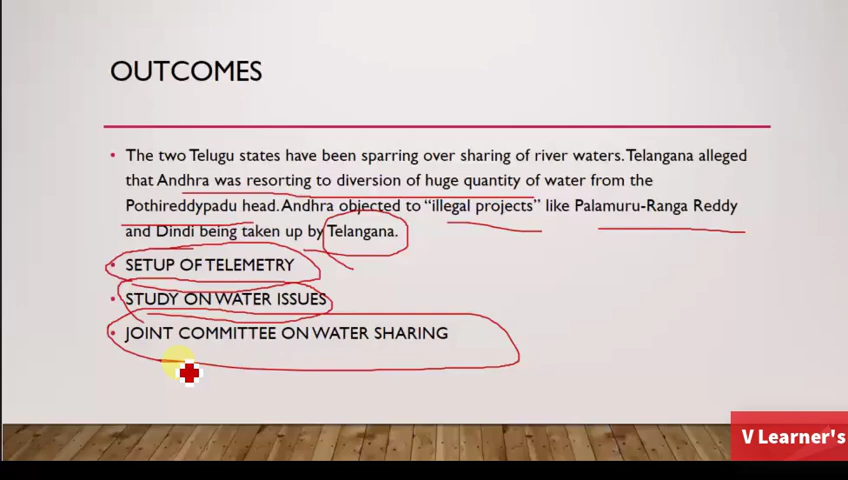 OUTCOMES
• The two Telugu states have been sparring over sharing of river waters. Telangana alleged
that Andhra was resorting to diversion of huge quantity of water from the
Pothireddypadu head. Andhra objected to “illegal projects” like Palamuru-Ranga Reddy
and Dindi being taken up by Telangana.
• SETUP OF TELEMETRY
• STUDY ON WATER ISSUES
• JOINT COMMITTEE ON WATER SHARING
V Learner's